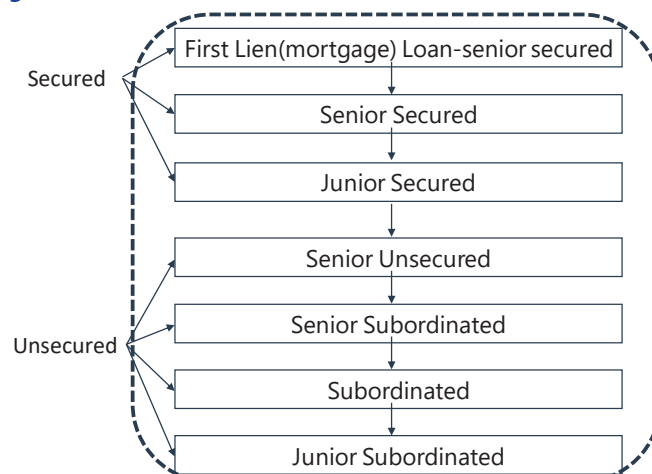 First Lien(mortgage) Loan-senior secured
Secured
Senior Secured
Junior Secured
Senior Unsecured
Senior Subordinated
Unsecured
Subordinated
Junior Subordinated